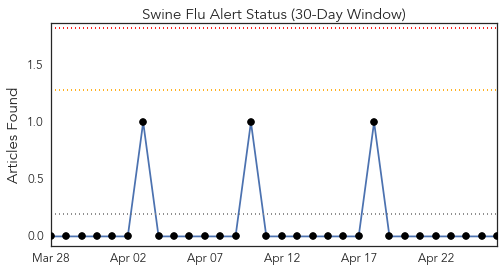 Swine Flu Alert Status (30-Day Window)
Articles Found
1.5
1.0
0.5
0.0
Mar 28 Apr 02 Apr 07 Apr 12 Apr 17 Apr 22